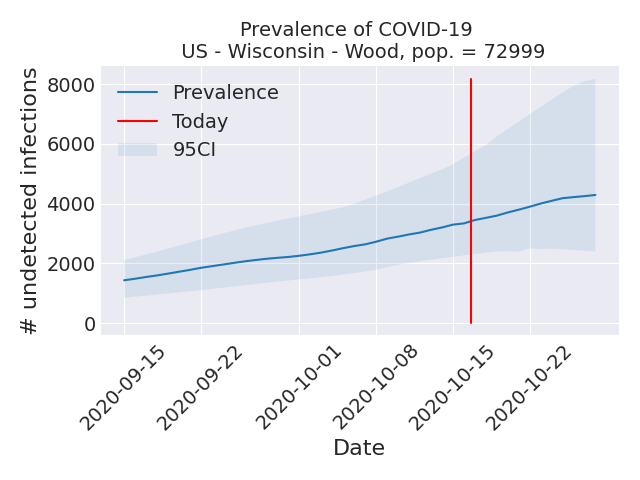 Prevalence of COVID-19
US - Wisconsin - Wood, pop. = 72999
# undetected infections
8000
6000
4000
2000
0
Prevalence
Today
95CI
2020-09-15
2020-09-22
2020-10-01
2020-10-08
2020-10-15
2020-10-22
Date